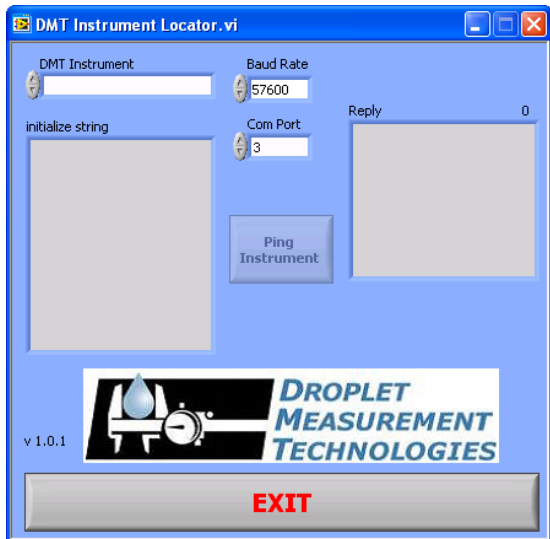 DMT Instrument Locator.vi
DMT Instrument
Baud Rate
57600
initialize string
Com Port
3
Reply 0
Ping
Instrument
v 1.0.1
DROPLET
MEASUREMENT
TECHNOLOGIES
EXIT